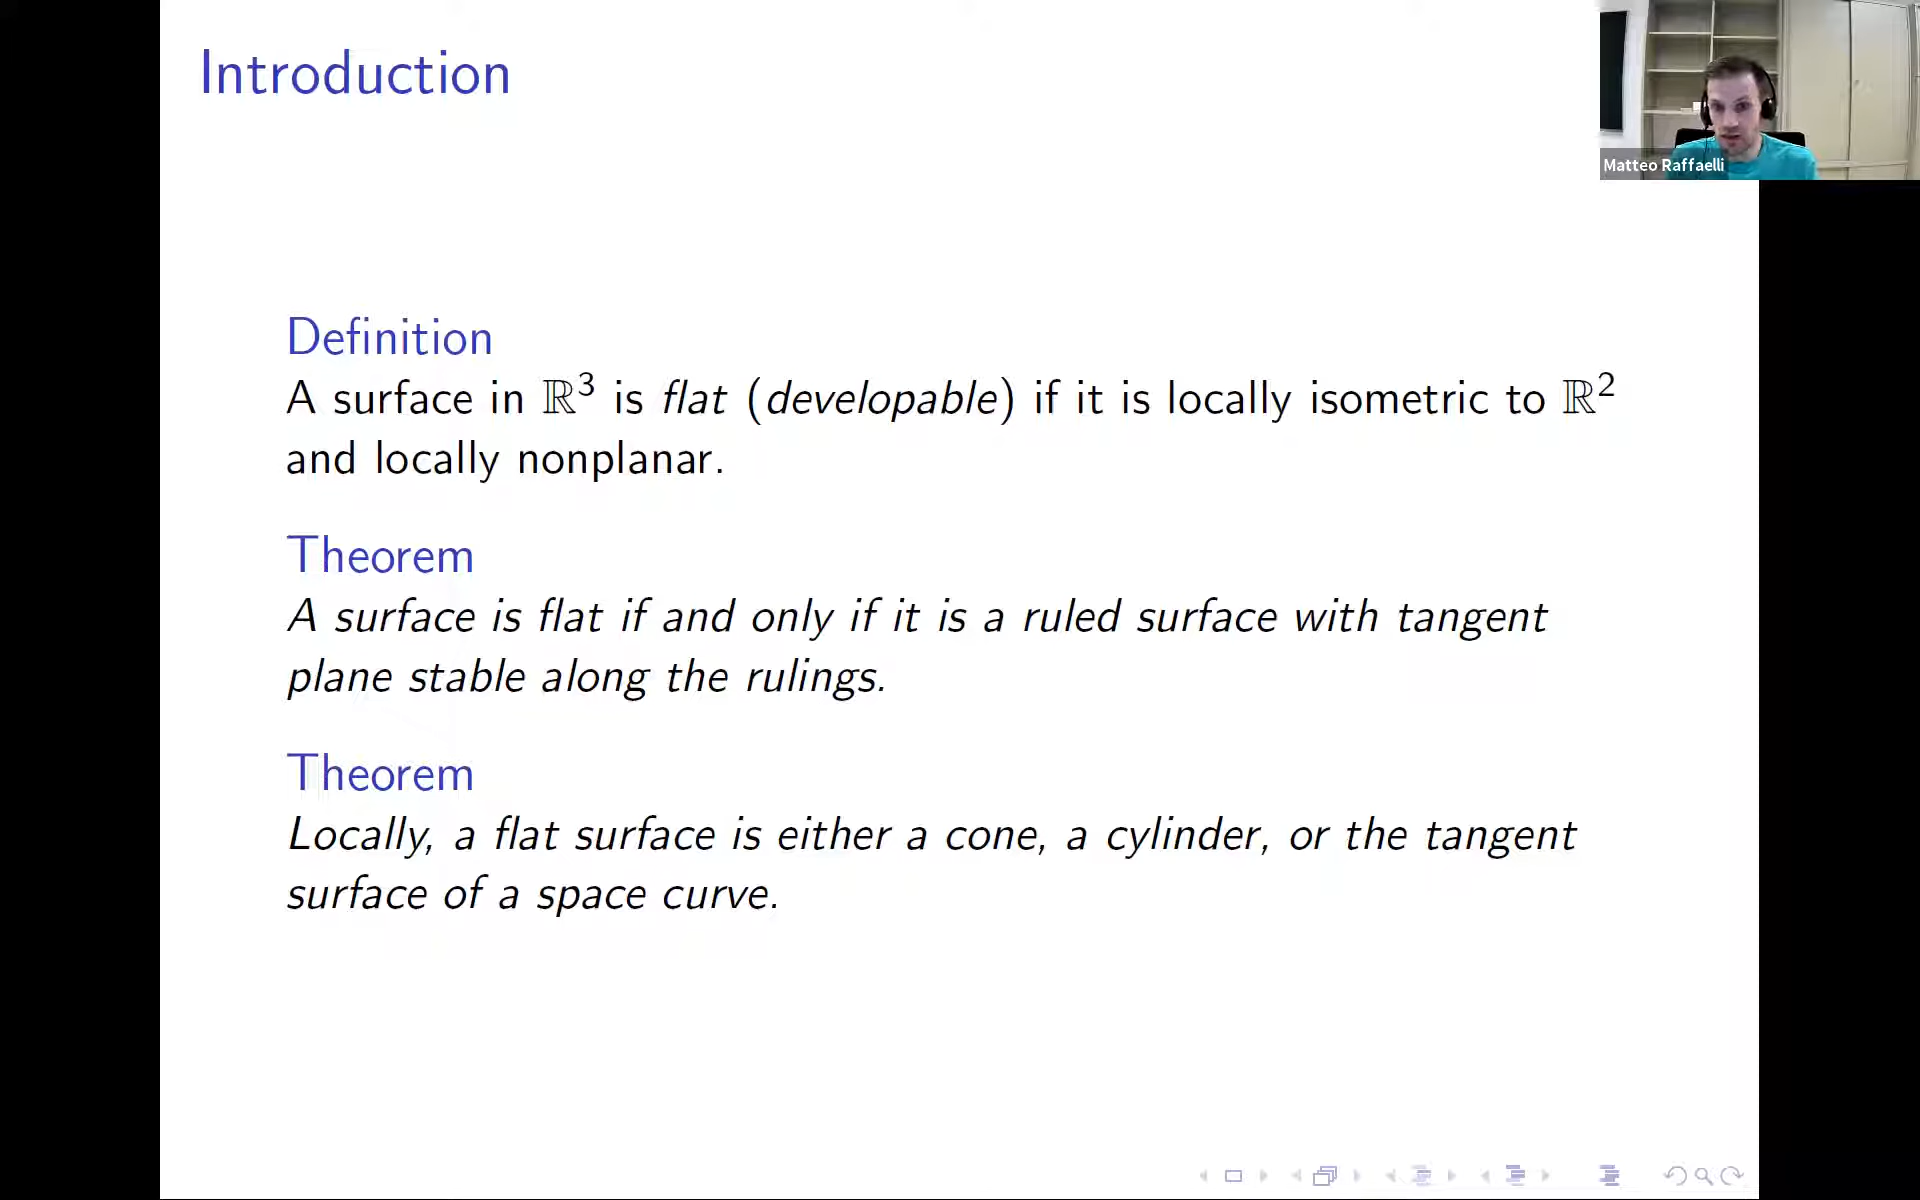 Introduction
Matteo Raffaelli
Definition
A surface in ℝ³ is flat (developable) if it is locally isometric to ℝ²
and locally nonplanar.
Theorem
A surface is flat if and only if it is a ruled surface with tangent
plane stable along the rulings.
Theorem
Locally, a flat surface is either a cone, a cylinder, or the tangent
surface of a space curve.